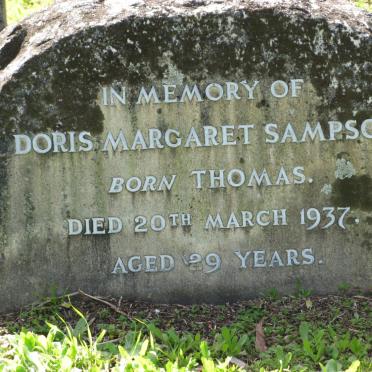 IN MEMORY OF
DORIS MARGARET SAMPSO
BORN THOMAS.
DIED 20TH MARCH 1937.
AGED 29 YEARS.